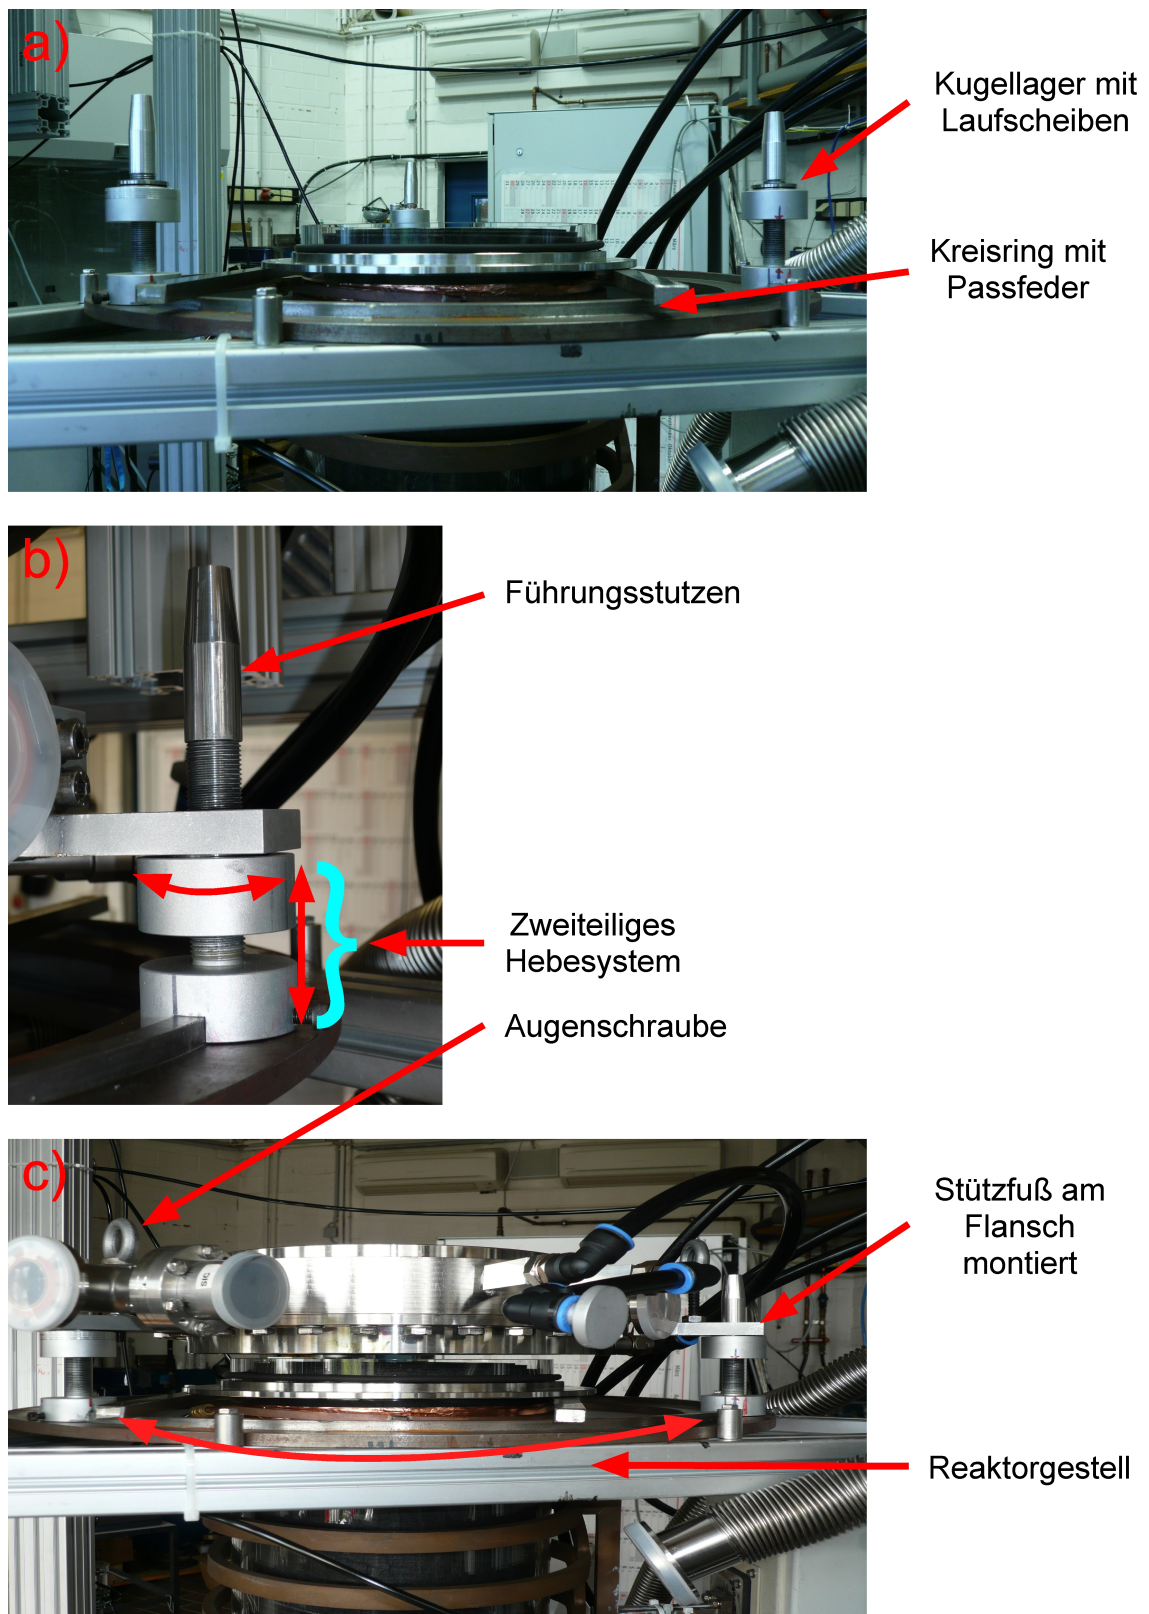 a)
Kugellager mit
Laufscheiben
Kreisring mit
Passfeder
b)
Führungsstutzen
Zweiteiliges
Hebesystem
Augenschraube
c)
Stützfuß am
Flansch
montiert
Reaktorgestell